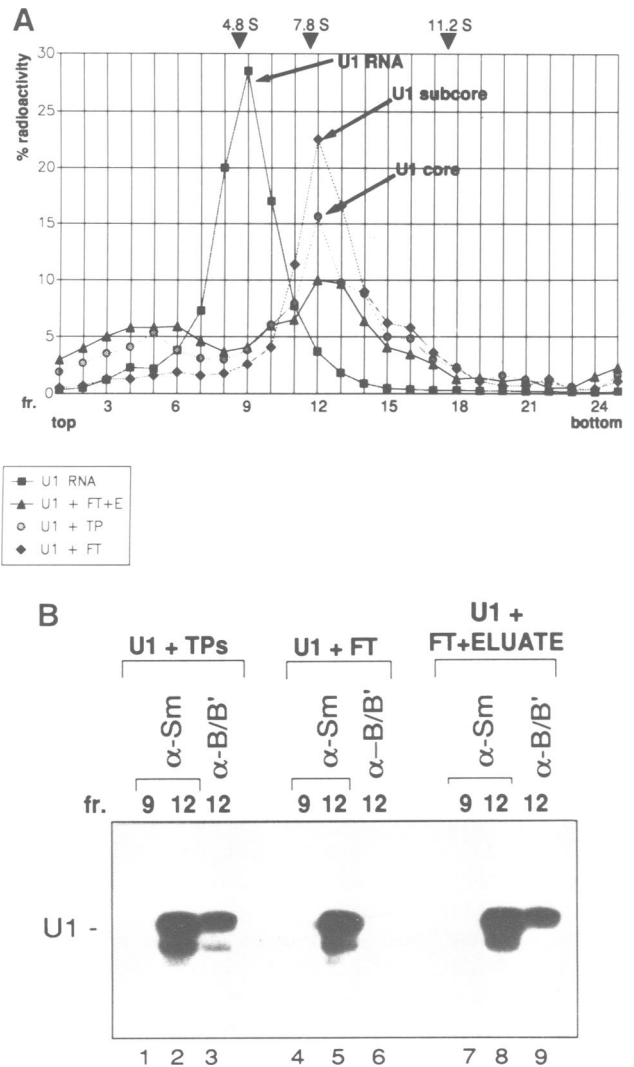 A
4.8 S 7.8 S 11.2 S
30
25
20
15
10
5
0
% radioactivity
U1 RNA
U1 subcore
U1 core
fr. 3 6 9 12 15 18 21 24
top bottom
U1 RNA
U1 + FT+E
U1 + TP
U1 + FT
B
U1 + TPs U1 + FT U1 + FT+ELUATE
α-Sm α-B/B' α-Sm α-B/B' α-Sm α-B/B'
fr. 9 12 12 9 12 12 9 12 12
U1 -
1 2 3 4 5 6 7 8 9